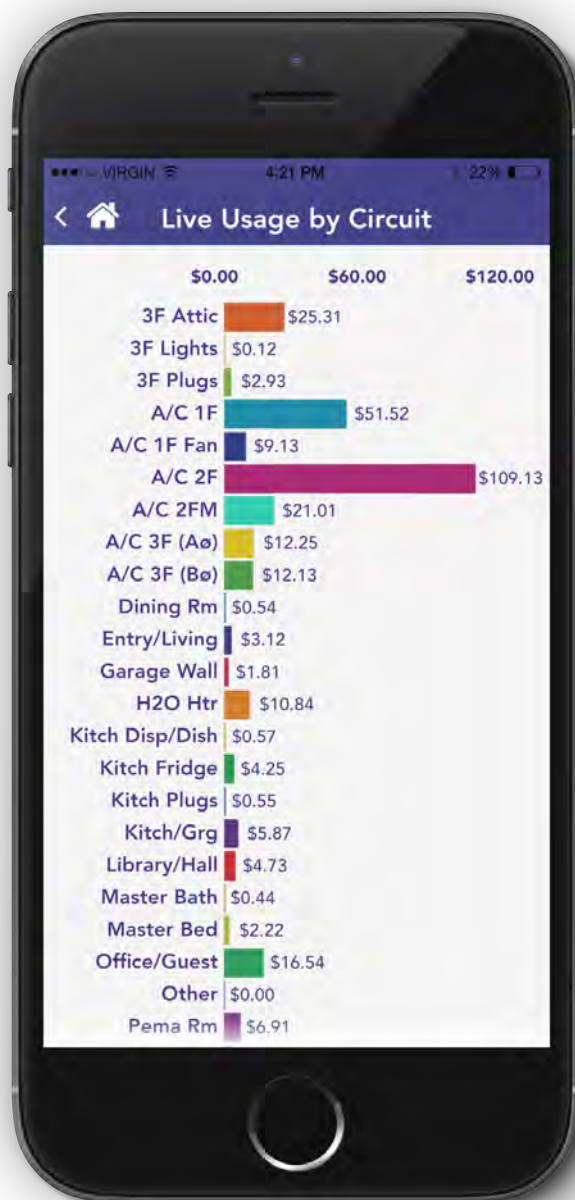 VIRGIN 4:21 PM 22%
Live Usage by Circuit
$0.00 $60.00 $120.00
3F Attic $25.31
3F Lights $0.12
3F Plugs $2.93
A/C 1F $51.52
A/C 1F Fan $9.13
A/C 2F $109.13
A/C 2FM $21.01
A/C 3F (Aø) $12.25
A/C 3F (Bø) $12.13
Dining Rm $0.54
Entry/Living $3.12
Garage Wall $1.81
H2O Htr $10.84
Kitch Disp/Dish $0.57
Kitch Fridge $4.25
Kitch Plugs $0.55
Kitch/Grg $5.87
Library/Hall $4.73
Master Bath $0.44
Master Bed $2.22
Office/Guest $16.54
Other $0.00
Pema Rm $6.91